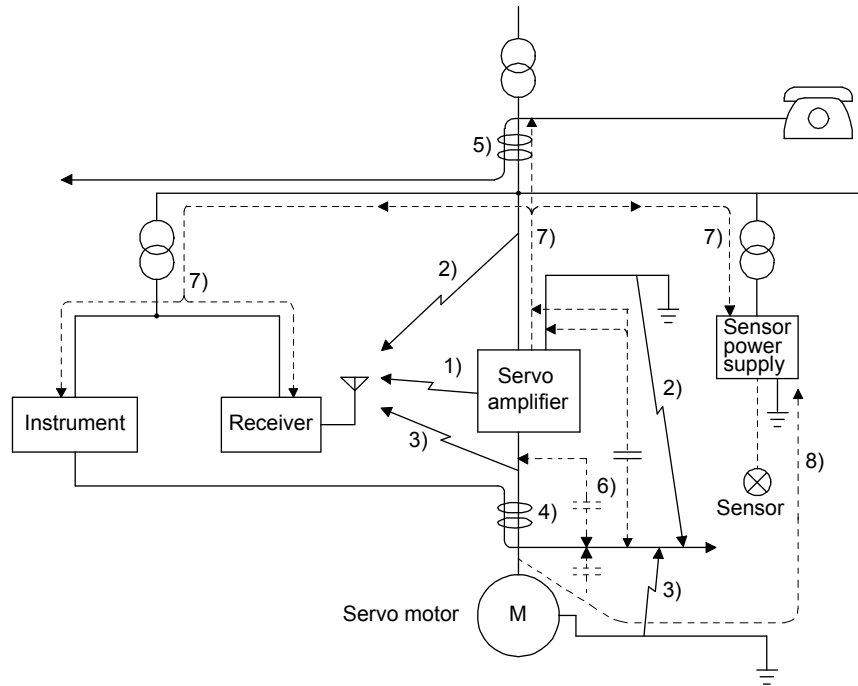 5)
7)
7)
7)
2)
Sensor
power
supply
1)
Servo
amplifier
2)
Instrument
Receiver
3)
8)
6)
4)
Sensor
3)
Servo motor
M